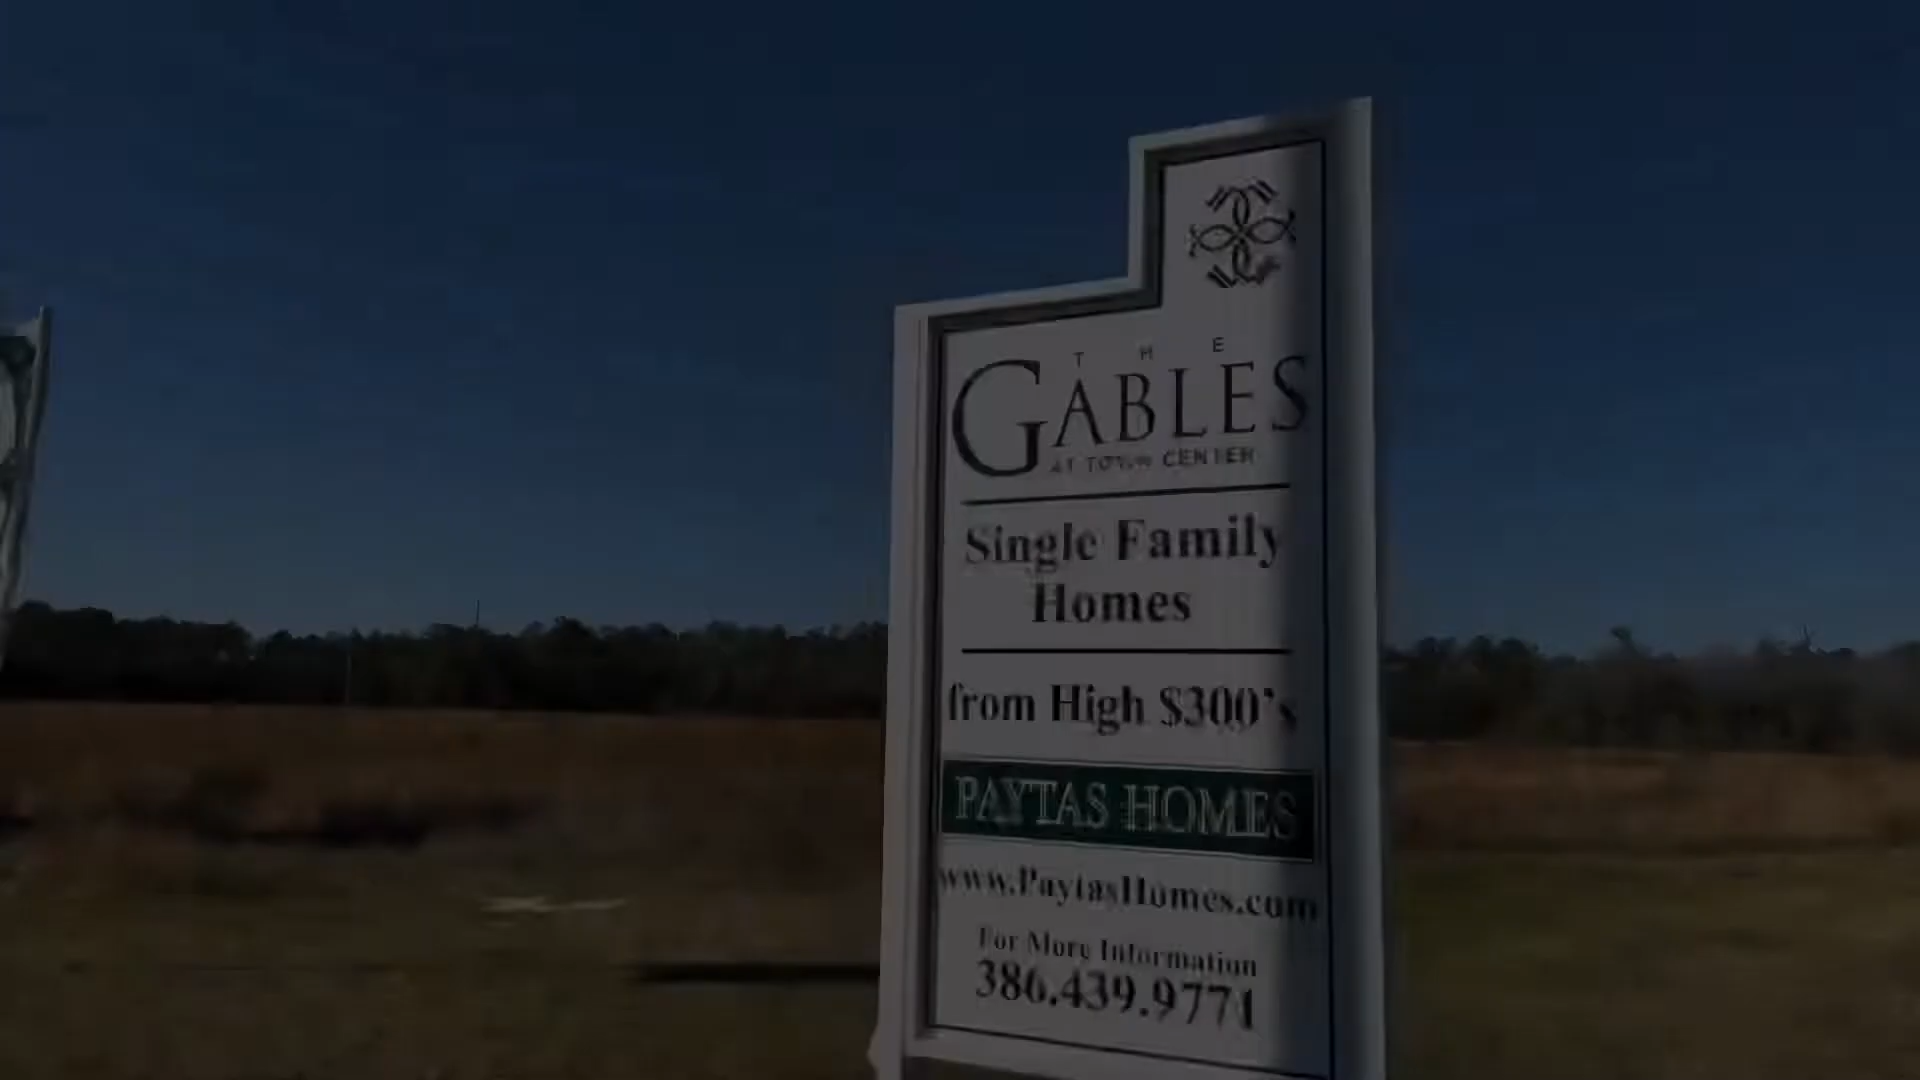 THE
GABLES
AT TOWN CENTER
Single Family
Homes
from High $300's
PAYTAS HOMES
www.PaytasHomes.com
For More Information
386.439.9771